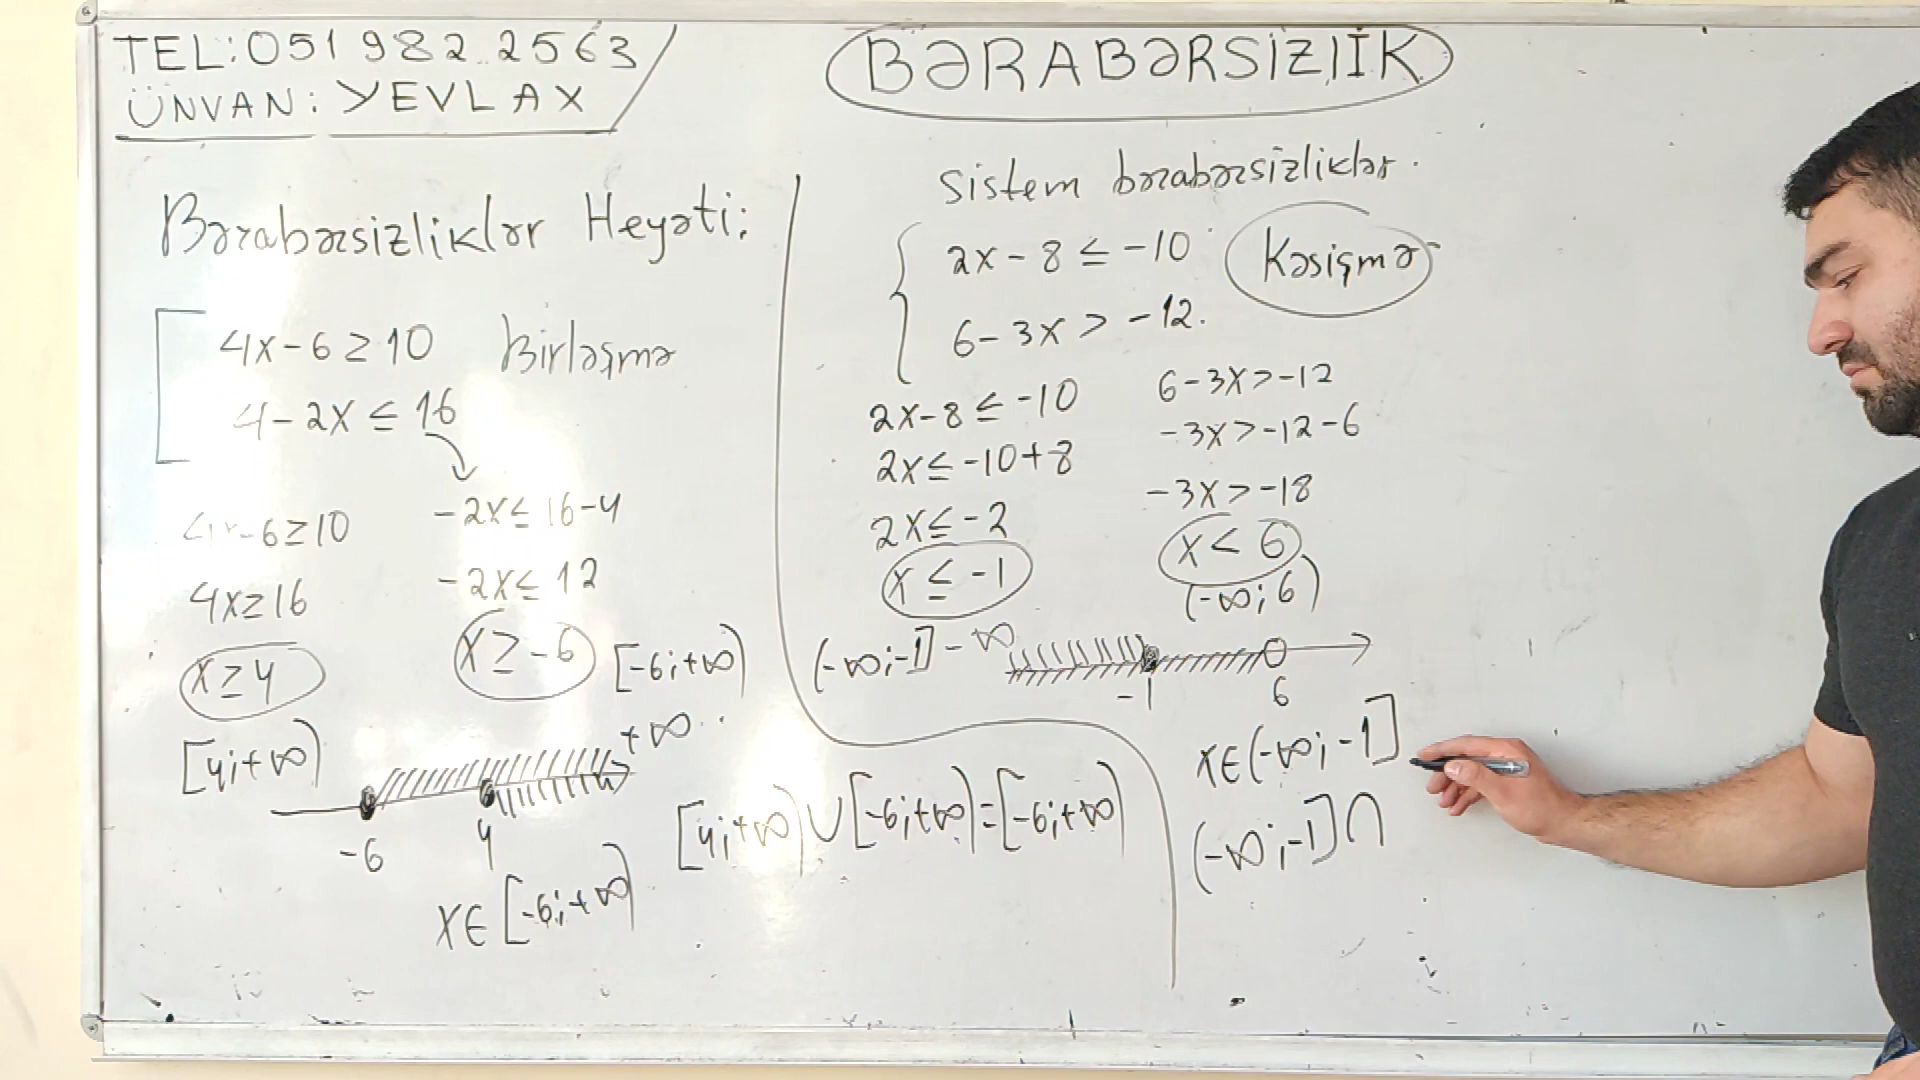 TEL: 051 982 2563
ÜNVAN: YEVLAX
BƏRABƏRSİZLİK
Bərabərsizliklər Heyəti:
4x-6≥10 Birləşmə
4-2x≤16
4x-6≥10
4x≥16
x≥4
[4;+∞)
-2x≤16-4
-2x≤12
x≥-6 [-6;+∞)
+∞
-6 4
x∈[-6;+∞)
[4;+∞)∪[-6;+∞)=[-6;+∞)
Sistem bərabərsizliklər.
2x-8≤-10 Kəsişmə
6-3x>-12.
2x-8≤-10
2x≤-10+8
2x≤-2
x≤-1
(-∞;-1]
6-3x>-12
-3x>-12-6
-3x>-18
x<6
(-∞;6)
-∞
-1 6
x∈(-∞;-1]
(-∞;-1]∩